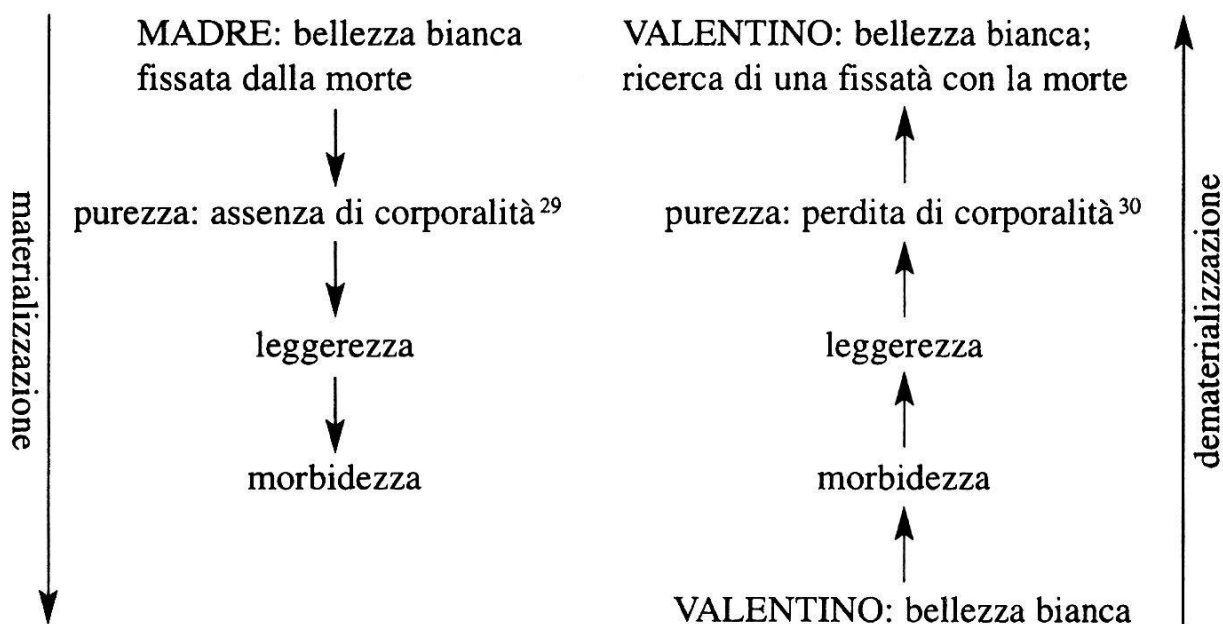 MADRE: bellezza bianca
fissata dalla morte
purezza: assenza di corporalità 29
leggerezza
morbidezza
materializzazione
VALENTINO: bellezza bianca;
ricerca di una fissatà con la morte
purezza: perdita di corporalità 30
leggerezza
morbidezza
VALENTINO: bellezza bianca
dematerializzazione